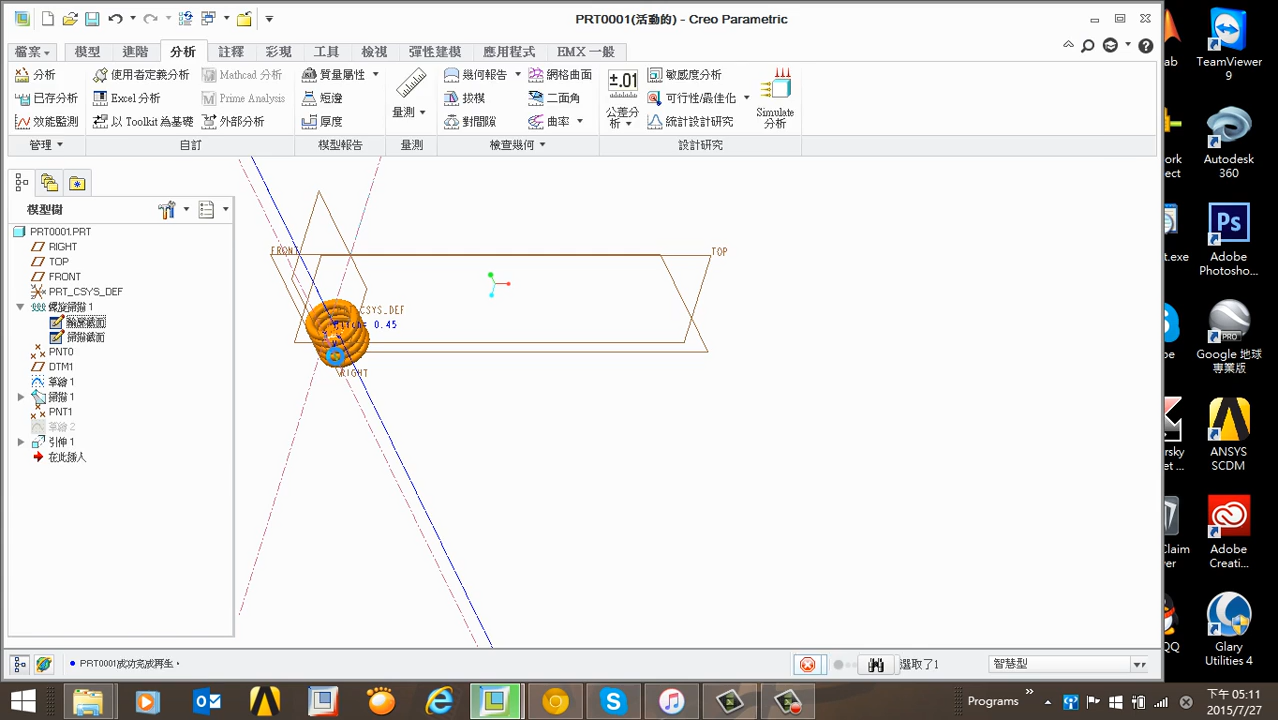 PRT0001(活動的) - Creo Parametric
檔案 模型 進階 分析 註釋 彩現 工具 檢視 彈性建模 應用程式 EMX 一般
分析 使用者定義分析 Mathcad 分析 質量屬性 幾何報告 網格曲面 敏感度分析
已存分析 Excel 分析 Prime Analysis 短邊 拔模 二面角 可行性/最佳化
效能監測 以 Toolkit 為基礎 外部分析 厚度 對間隙 曲率 統計設計研究
量測 ±.01 公差分析 Simulate 分析
管理 自訂 模型報告 量測 檢查幾何 設計研究
模型樹
PRT0001.PRT
RIGHT
TOP
FRONT
PRT_CSYS_DEF
螺旋掃描 1
掃描截面
PNT0
DTM1
草繪 1
掃描 1
PNT1
草繪 2
引伸 1
在此插入
FRONT
TOP
CSYS_DEF
0.45
RIGHT
PRT0001成功完成再生。
選取了1
智慧型
TeamViewer 9
Autodesk 360
Adobe Photosho...
Google 地球 專業版
ANSYS SCDM
Adobe Creati...
Glary Utilities 4
ab
ork
ect
t.exe
be
rsky
et ...
Claim
ver
QQ
Programs
下午 05:11
2015/7/27